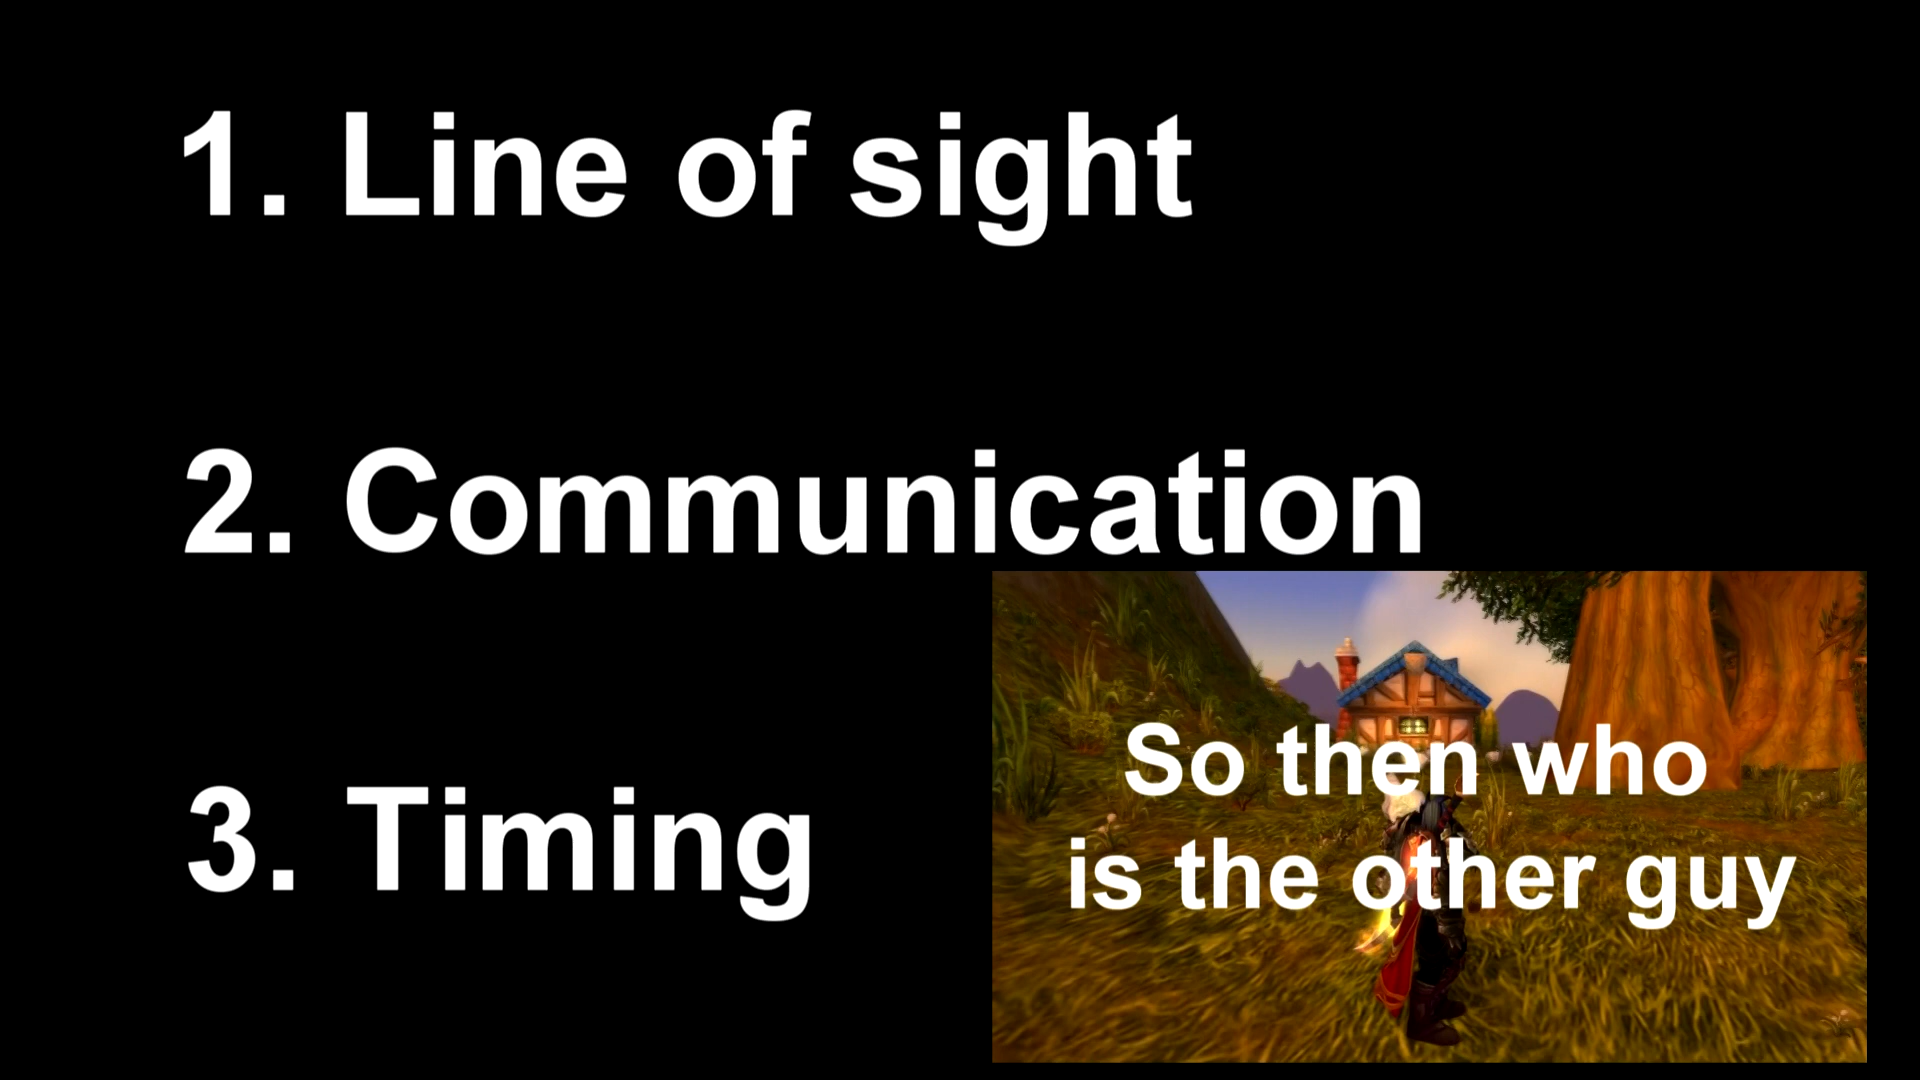 1. Line of sight
2. Communication
3. Timing
So then who
is the other guy